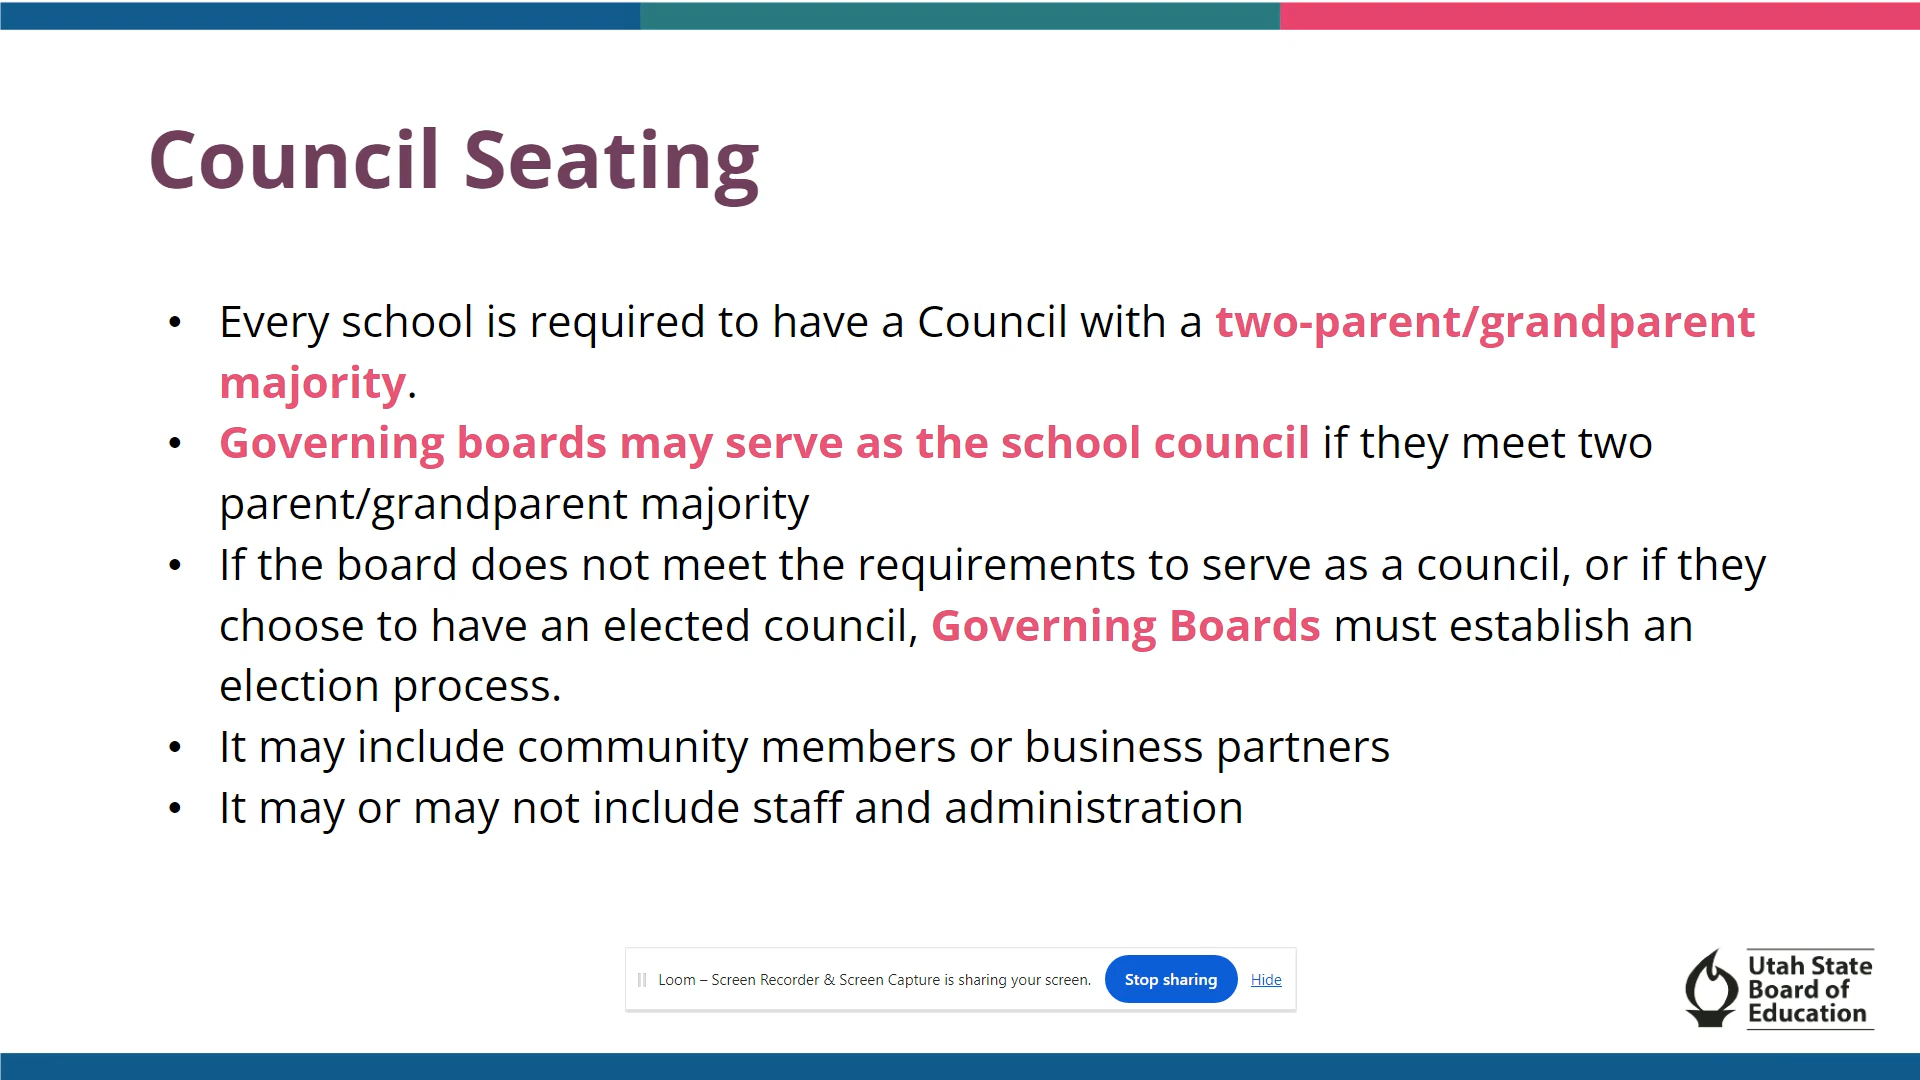 Council Seating
• Every school is required to have a Council with a two-parent/grandparent
majority.
• Governing boards may serve as the school council if they meet two
parent/grandparent majority
• If the board does not meet the requirements to serve as a council, or if they
choose to have an elected council, Governing Boards must establish an
election process.
• It may include community members or business partners
• It may or may not include staff and administration
Loom – Screen Recorder & Screen Capture is sharing your screen. Stop sharing Hide
Utah State
Board of
Education